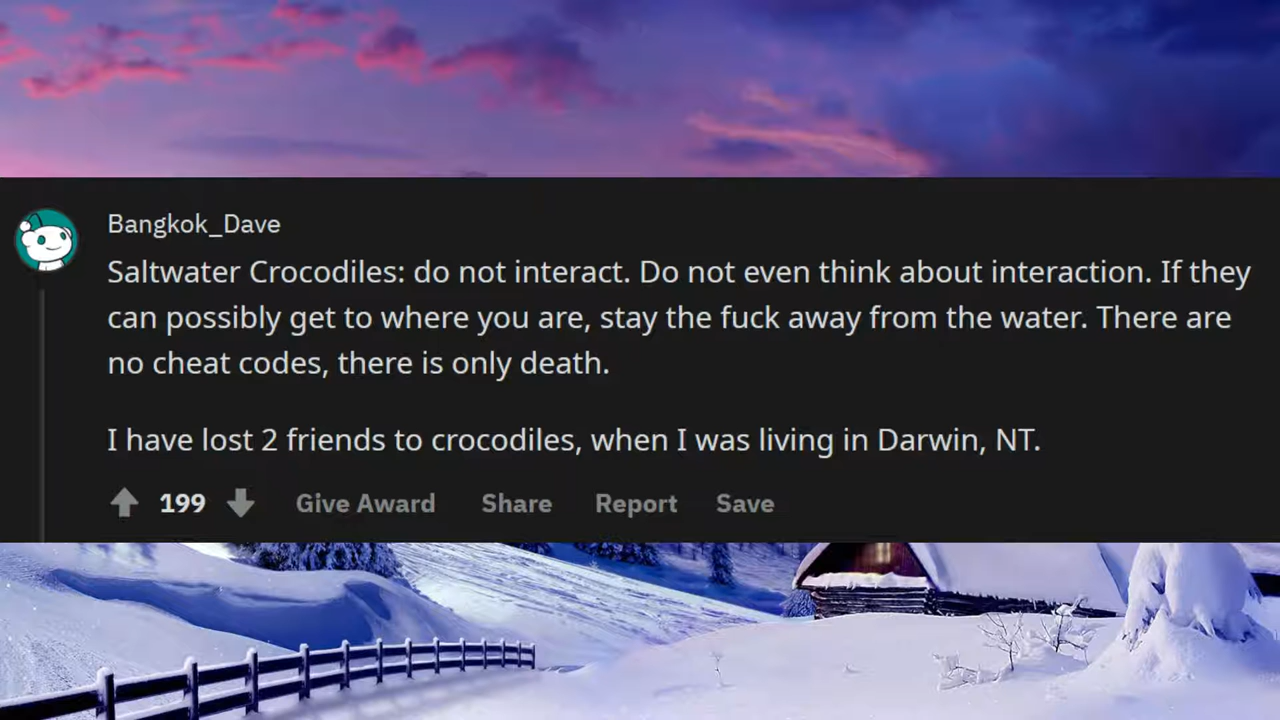 Bangkok_Dave
Saltwater Crocodiles: do not interact. Do not even think about interaction. If they
can possibly get to where you are, stay the fuck away from the water. There are
no cheat codes, there is only death.
I have lost 2 friends to crocodiles, when I was living in Darwin, NT.
199 Give Award Share Report Save